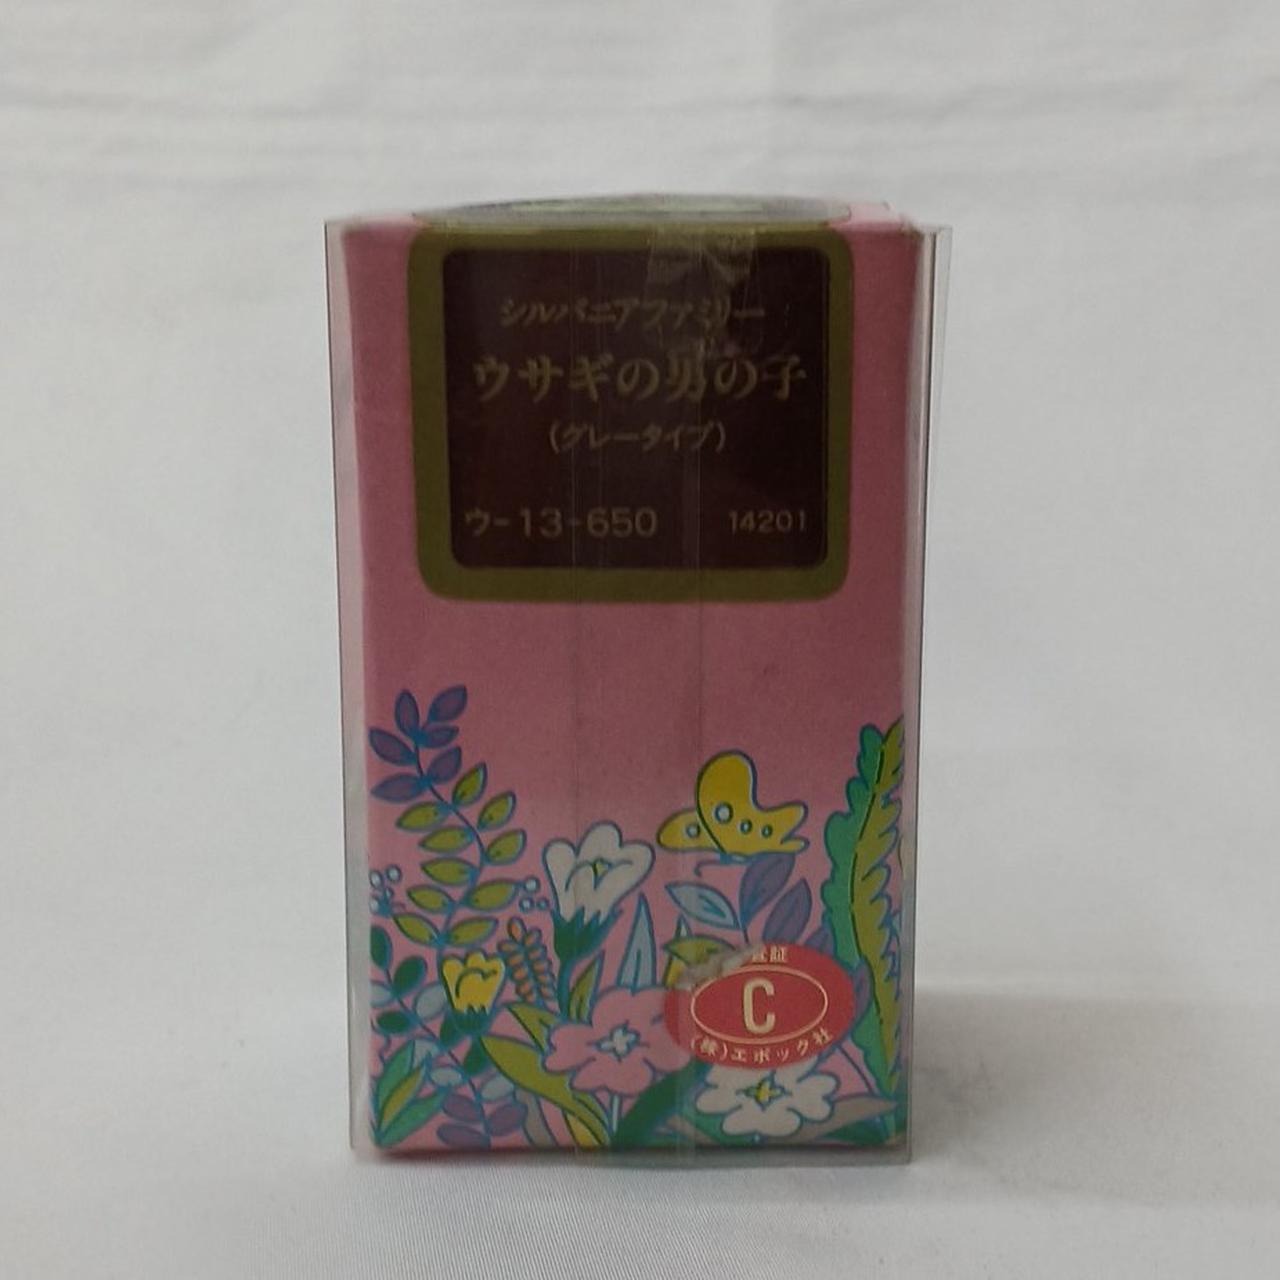 シルバニアファミリー
ウサギの男の子
(グレータイプ)
ウ-13-650 14201
証
C
(株)エポック社